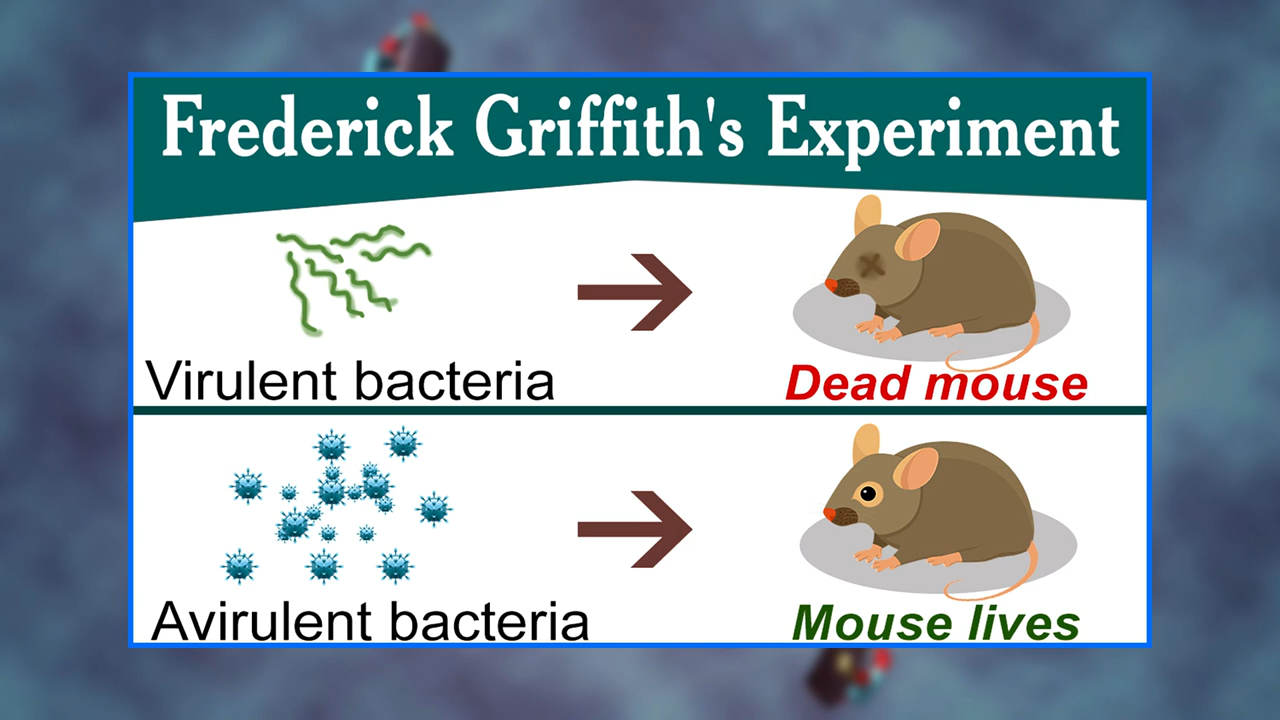 Frederick Griffith's Experiment
Virulent bacteria
Dead mouse
Avirulent bacteria
Mouse lives